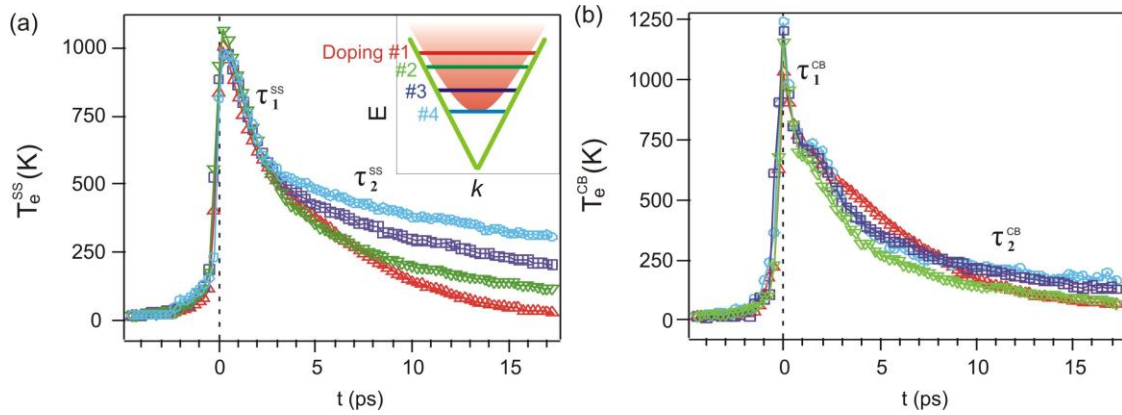 (a)
1000
750
500
250
0
T_e^SS (K)
τ_1^SS
τ_2^SS
Doping #1
#2
#3
#4
E
k
0 5 10 15
t (ps)
(b)
1250
1000
750
500
250
0
T_e^CB (K)
τ_1^CB
τ_2^CB
0 5 10 15
t (ps)